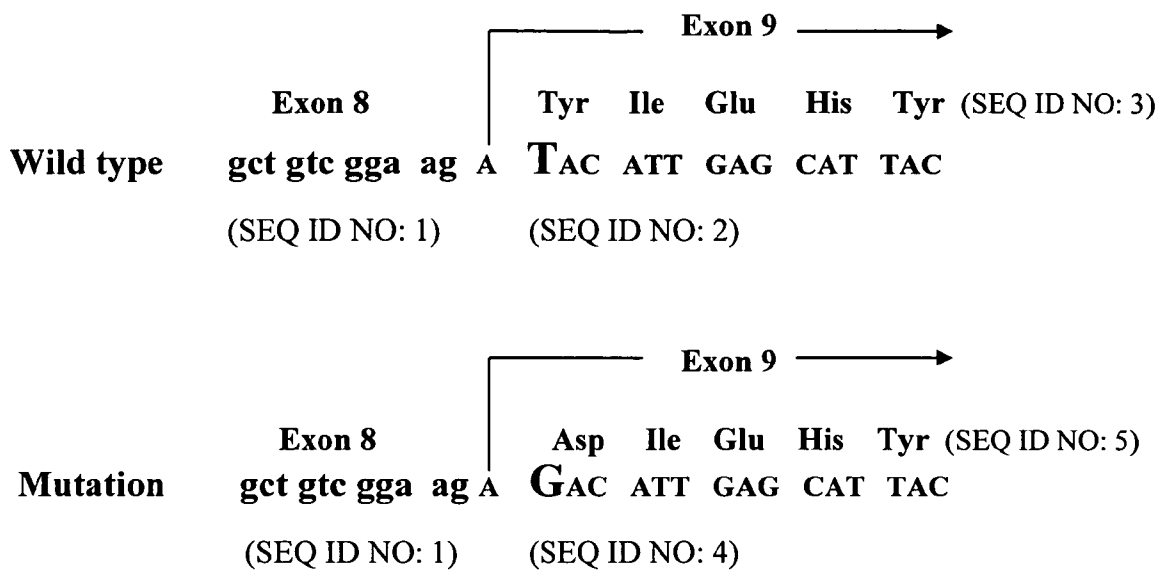 Exon 9
Exon 8 Tyr Ile Glu His Tyr (SEQ ID NO: 3)
Wild type gct gtc gga ag A TAC ATT GAG CAT TAC
(SEQ ID NO: 1) (SEQ ID NO: 2)
Exon 9
Exon 8 Asp Ile Glu His Tyr (SEQ ID NO: 5)
Mutation gct gtc gga ag A GAC ATT GAG CAT TAC
(SEQ ID NO: 1) (SEQ ID NO: 4)